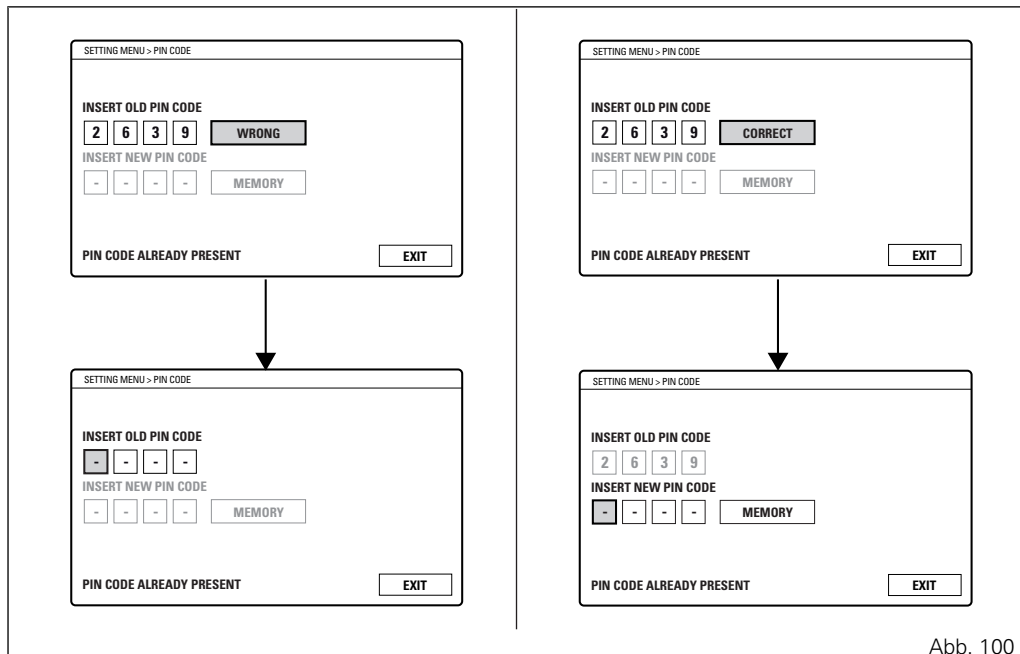 SETTING MENU > PIN CODE
INSERT OLD PIN CODE
2 6 3 9 WRONG
INSERT NEW PIN CODE
- - - - MEMORY
PIN CODE ALREADY PRESENT EXIT
SETTING MENU > PIN CODE
INSERT OLD PIN CODE
- - - -
INSERT NEW PIN CODE
- - - - MEMORY
PIN CODE ALREADY PRESENT EXIT
SETTING MENU > PIN CODE
INSERT OLD PIN CODE
2 6 3 9 CORRECT
INSERT NEW PIN CODE
- - - - MEMORY
PIN CODE ALREADY PRESENT EXIT
SETTING MENU > PIN CODE
INSERT OLD PIN CODE
2 6 3 9
INSERT NEW PIN CODE
- - - - MEMORY
PIN CODE ALREADY PRESENT EXIT
Abb. 100